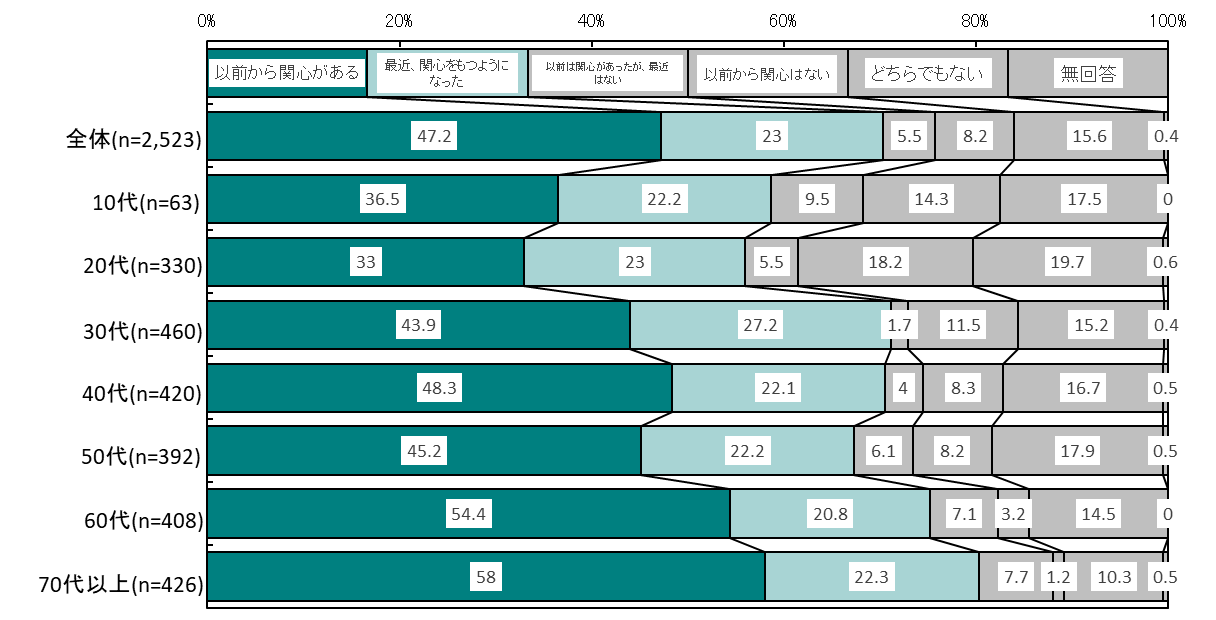 0% 20% 40% 60% 80% 100%
以前から関心がある 最近、関心をもつように 以前は関心があったが、最近 以前から関心はない どちらでもない 無回答
なった はない
全体(n=2,523) 47.2 23 5.5 8.2 15.6 0.4
10代(n=63) 36.5 22.2 9.5 14.3 17.5 0
20代(n=330) 33 23 5.5 18.2 19.7 0.6
30代(n=460) 43.9 27.2 1.7 11.5 15.2 0.4
40代(n=420) 48.3 22.1 4 8.3 16.7 0.5
50代(n=392) 45.2 22.2 6.1 8.2 17.9 0.5
60代(n=408) 54.4 20.8 7.1 3.2 14.5 0
70代以上(n=426) 58 22.3 7.7 1.2 10.3 0.5